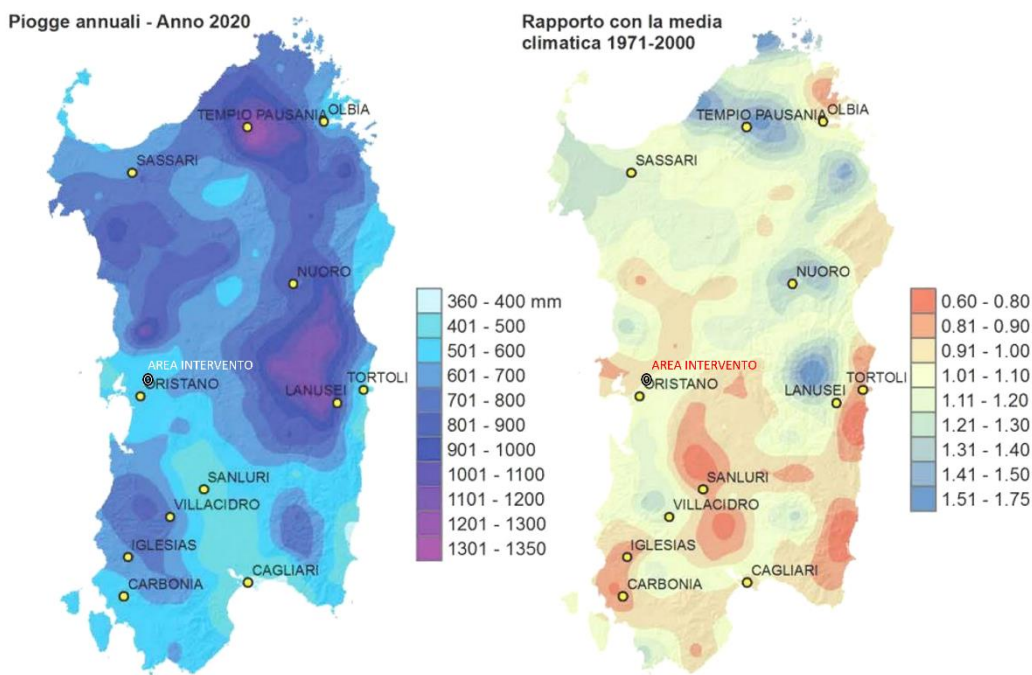 Piogge annuali - Anno 2020
TEMPIO PAUSANIA
OLBIA
SASSARI
NUORO
AREA INTERVENTO
ORISTANO
LANUSEI
TORTOLI
SANLURI
VILLACIDRO
IGLESIAS
CARBONIA
CAGLIARI
360 - 400 mm
401 - 500
501 - 600
601 - 700
701 - 800
801 - 900
901 - 1000
1001 - 1100
1101 - 1200
1201 - 1300
1301 - 1350
Rapporto con la media
climatica 1971-2000
TEMPIO PAUSANIA
OLBIA
SASSARI
NUORO
AREA INTERVENTO
ORISTANO
LANUSEI
TORTOLI
SANLURI
VILLACIDRO
IGLESIAS
CARBONIA
CAGLIARI
0.60 - 0.80
0.81 - 0.90
0.91 - 1.00
1.01 - 1.10
1.11 - 1.20
1.21 - 1.30
1.31 - 1.40
1.41 - 1.50
1.51 - 1.75